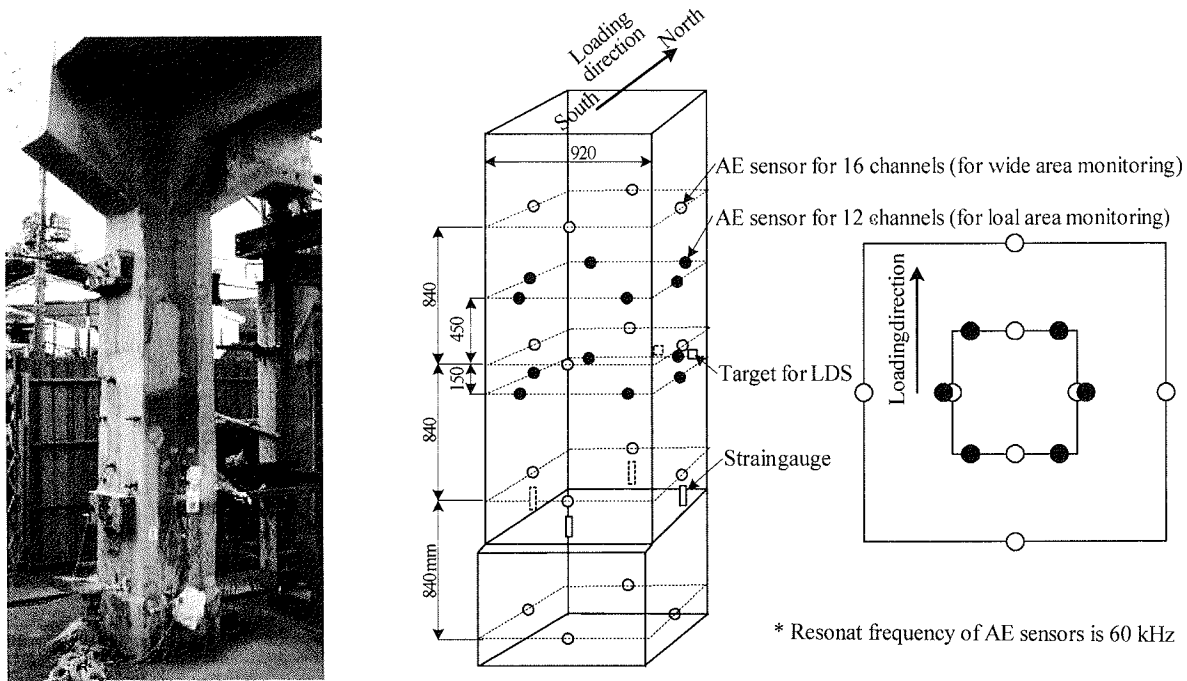 North
Loading
direction
South
920
AE sensor for 16 channels (for wide area monitoring)
AE sensor for 12 channels (for loal area monitoring)
840
450
150
840
840mm
Target for LDS
Straingauge
Loadingdirection
* Resonat frequency of AE sensors is 60 kHz